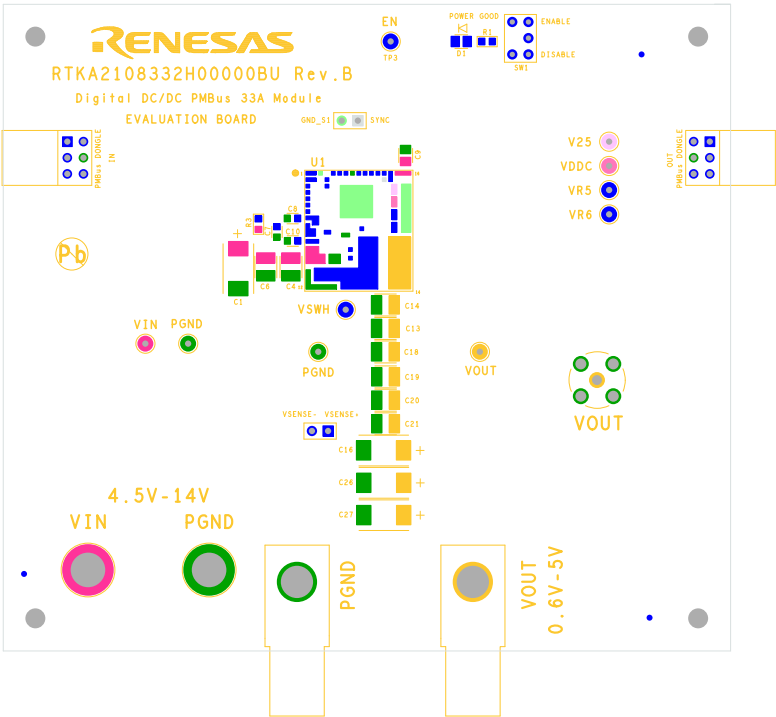 RENESAS
RTKA2108332H00000BU Rev.B
Digital DC/DC PMBus 33A Module
EVALUATION BOARD
EN
TP3
POWER GOOD
D1
R1
ENABLE
DISABLE
SW1
GND_S1
SYNC
PMBus DONGLE
IN
OUT
PMBus DONGLE
V25
VDDC
VR5
VR6
U1
C9
C8
R3
C10
Pb
C1
C6
C4
VSWH
C14
C13
C18
C19
C20
C21
VIN
PGND
PGND
VOUT
VOUT
VSENSE-
VSENSE+
C16
+
C26
+
C27
+
4.5V-14V
VIN
PGND
PGND
VOUT
0.6V-5V